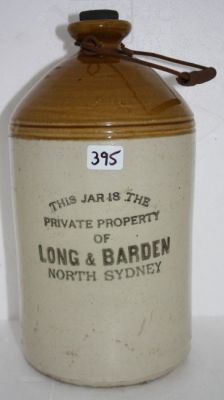 395
THIS JAR IS THE
PRIVATE PROPERTY
OF
LONG & BARDEN
NORTH SYDNEY